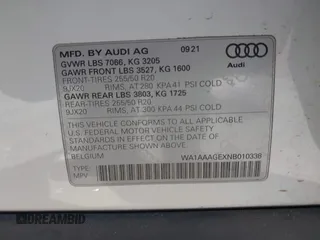 MFD. BY AUDI AG 09 21
GVWR LBS 7066, KG 3205
GAWR FRONT LBS 3527, KG 1600
FRONT-TIRES 255/50 R20
9JX20 RIMS, AT 280 KPA 41 PSI COLD
GAWR REAR LBS 3803, KG 1725
REAR-TIRES 255/50 R20
9JX20 RIMS, AT 300 KPA 44 PSI COLD
THIS VEHICLE CONFORMS TO ALL APPLICABLE
U.S. FEDERAL MOTOR VEHICLE SAFETY
STANDARDS IN EFFECT ON THE DATE OF
MANUFACTURE SHOWN ABOVE.
BELGIUM WA1AAAGEXNB010338
TYPE:
MPV